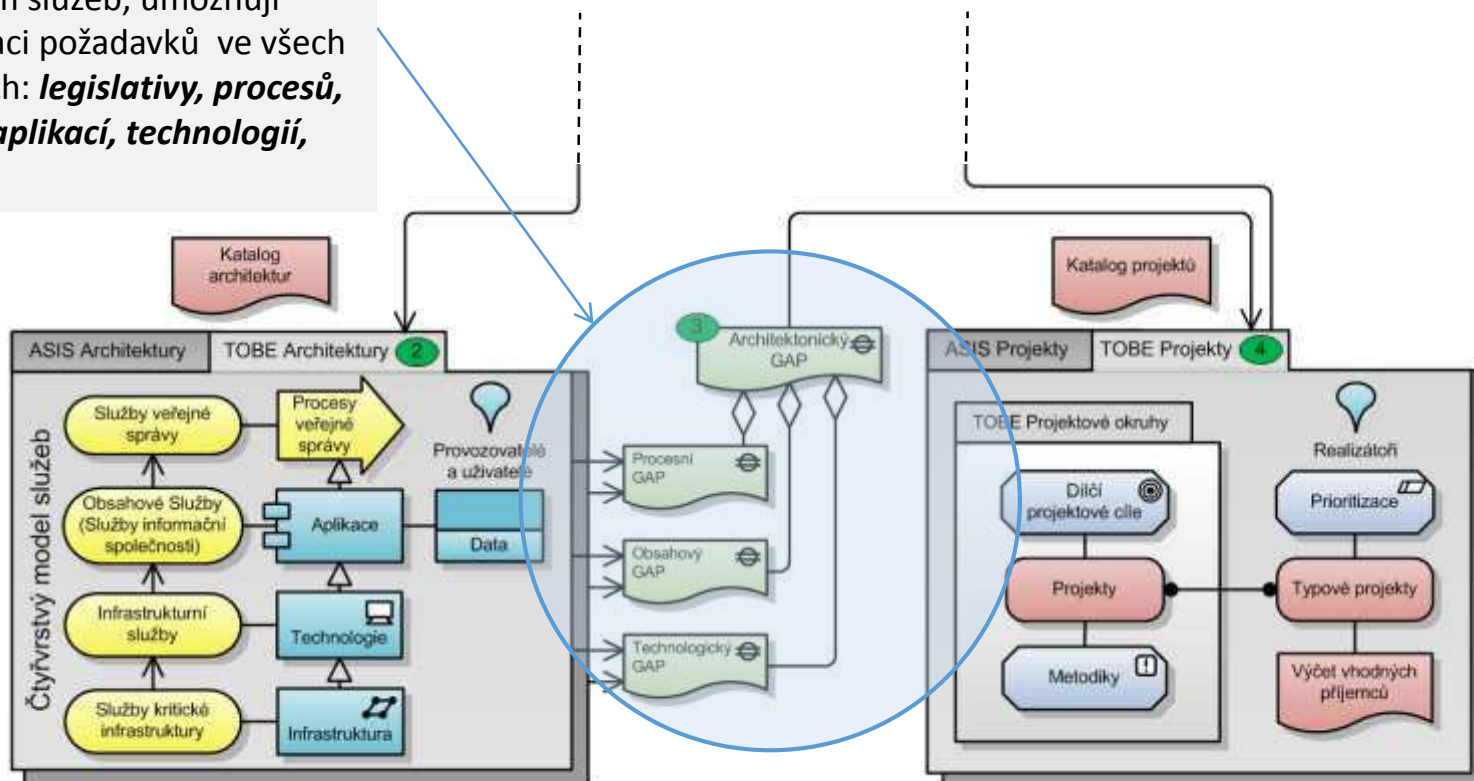 služeb, umožňují
požadavků ve všech
legislativy, procesů,
aplikací, technologií,
Katalog
architektur
Katalog projektů
ASIS Architektury
TOBE Architektury 2
3
Architektonický
GAP
ASIS Projekty
TOBE Projekty 4
Čtyřvrstvý model služeb
Služby veřejné
správy
Procesy
veřejné
správy
Provozovatelé
a uživatelé
Obsahové Služby
(Služby informační
společnosti)
Aplikace
Data
Infrastrukturní
služby
Technologie
Služby kritické
infrastruktury
Infrastruktura
Procesní
GAP
Obsahový
GAP
Technologický
GAP
TOBE Projektové okruhy
Dílčí
projektové cíle
Projekty
Metodiky
Realizátoři
Prioritizace
Typové projekty
Výčet vhodných
příjemců